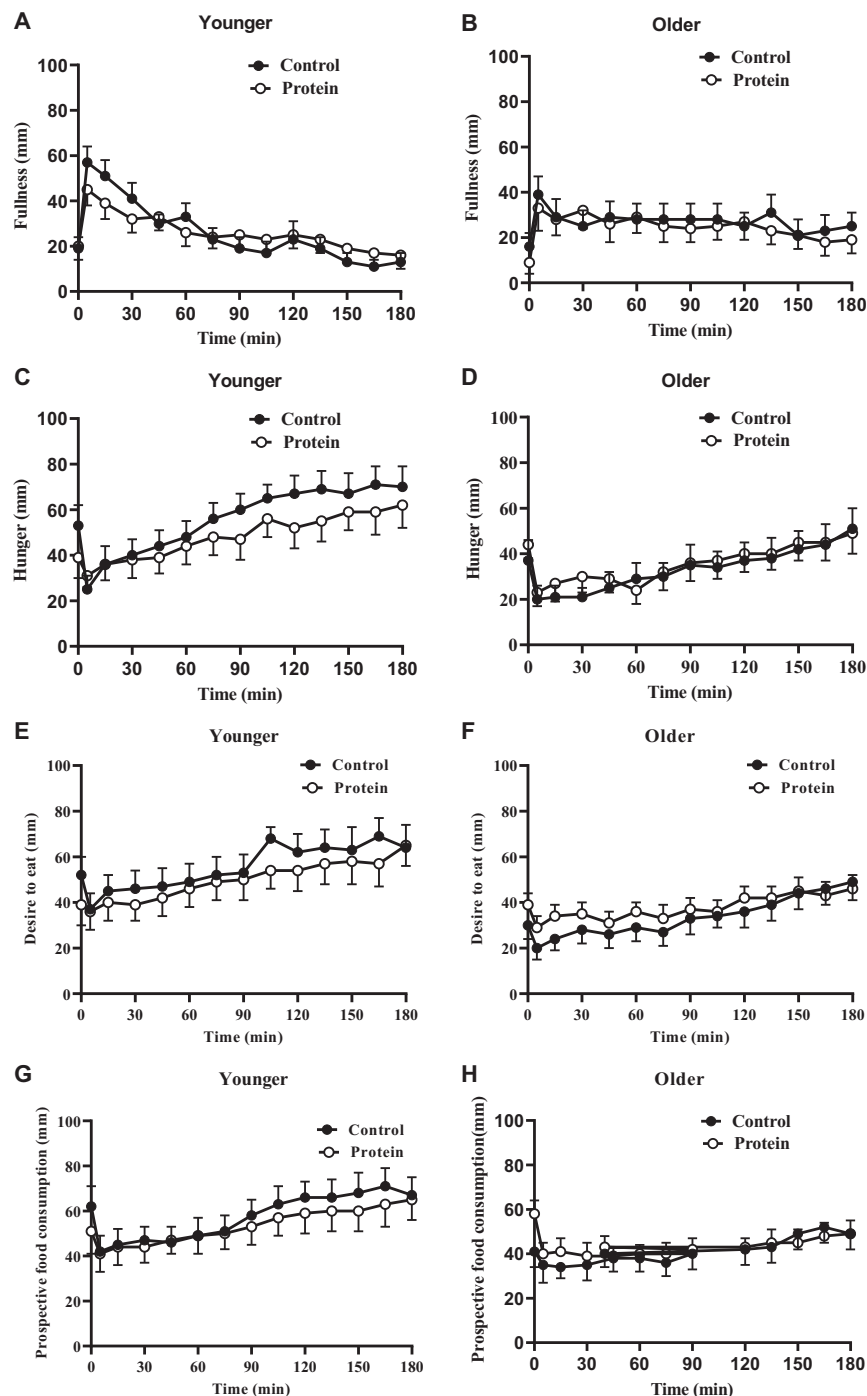 A
Younger
Control
Protein
Fullness (mm)
100
80
60
40
20
0
0 30 60 90 120 150 180
Time (min)
B
Older
Control
Protein
Fullness (mm)
100
80
60
40
20
0
0 30 60 90 120 150 180
Time (min)
C
Younger
Control
Protein
Hunger (mm)
100
80
60
40
20
0
0 30 60 90 120 150 180
Time (min)
D
Older
Control
Protein
Hunger (mm)
100
80
60
40
20
0
0 30 60 90 120 150 180
Time (min)
E
Younger
Control
Protein
Desire to eat (mm)
100
80
60
40
20
0
0 30 60 90 120 150 180
Time (min)
F
Older
Control
Protein
Desire to eat (mm)
100
80
60
40
20
0
0 30 60 90 120 150 180
Time (min)
G
Younger
Control
Protein
Prospective food consumption (mm)
100
80
60
40
20
0
0 30 60 90 120 150 180
Time (min)
H
Older
Control
Protein
Prospective food consumption(mm)
100
80
60
40
20
0
0 30 60 90 120 150 180
Time (min)